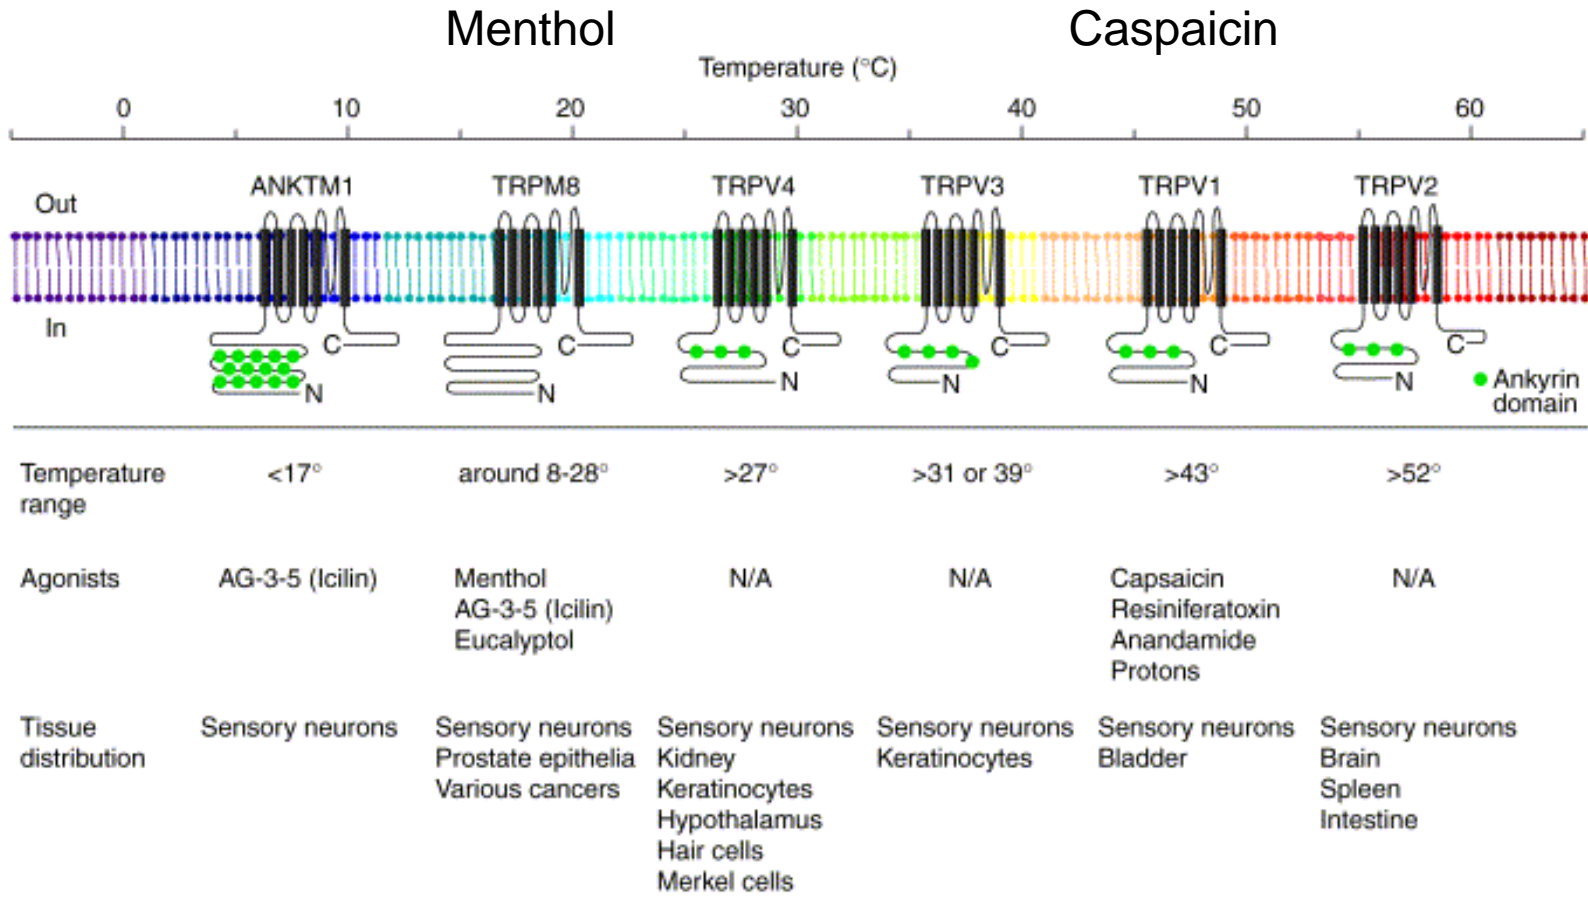 Menthol Caspaicin
Temperature (°C)
0 10 20 30 40 50 60
ANKTM1 TRPM8 TRPV4 TRPV3 TRPV1 TRPV2
Out
In
C C C C C C
N N N N N N
Ankyrin
domain
Temperature
range
<17° around 8-28° >27° >31 or 39° >43° >52°
Agonists AG-3-5 (Icilin) Menthol N/A N/A Capsaicin N/A
AG-3-5 (Icilin) Resiniferatoxin
Eucalyptol Anandamide
Protons
Tissue Sensory neurons Sensory neurons Sensory neurons Sensory neurons Sensory neurons Sensory neurons
distribution Prostate epithelia Kidney Keratinocytes Bladder Brain
Various cancers Keratinocytes Spleen
Hypothalamus Intestine
Hair cells
Merkel cells